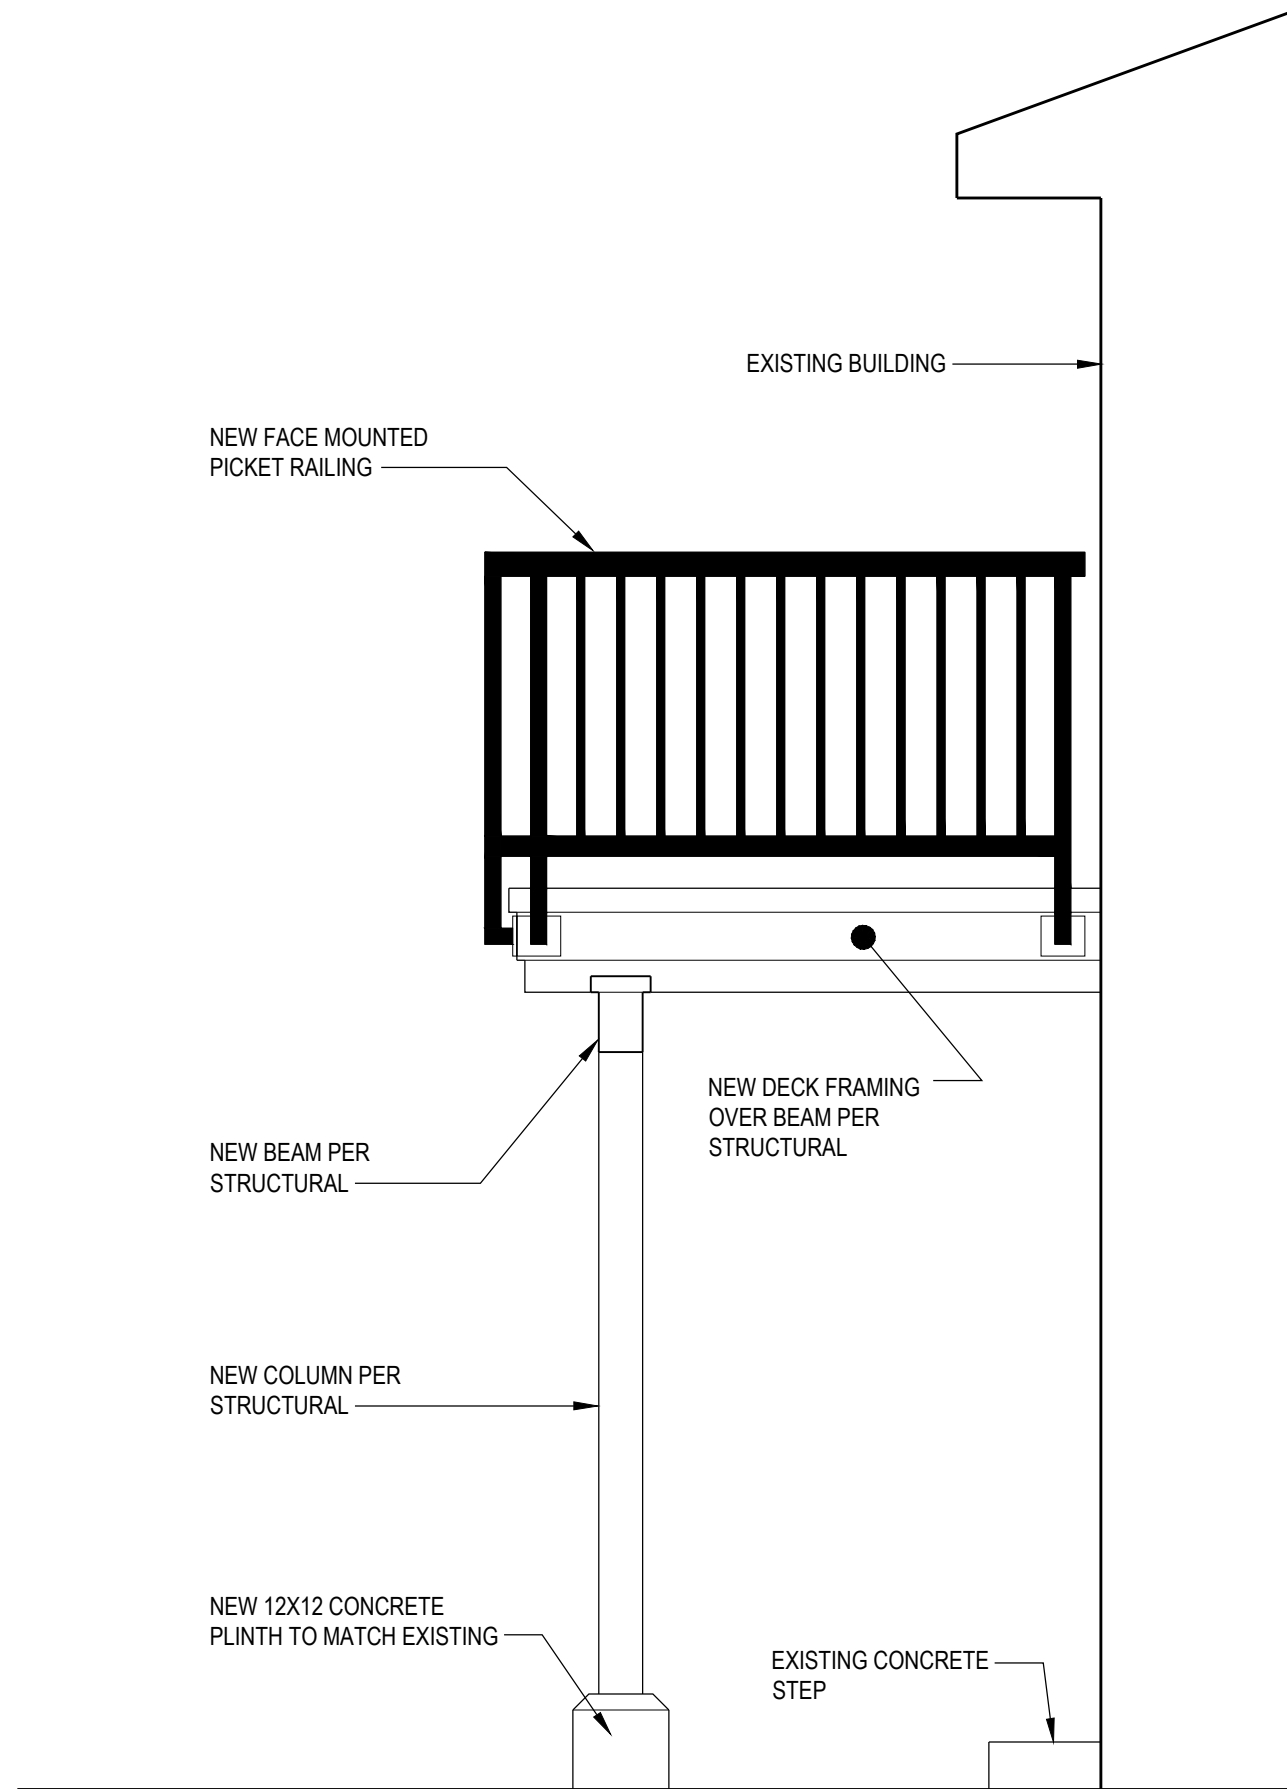 EXISTING BUILDING
NEW FACE MOUNTED
PICKET RAILING
NEW DECK FRAMING
OVER BEAM PER
STRUCTURAL
NEW BEAM PER
STRUCTURAL
NEW COLUMN PER
STRUCTURAL
NEW 12X12 CONCRETE
PLINTH TO MATCH EXISTING
EXISTING CONCRETE
STEP